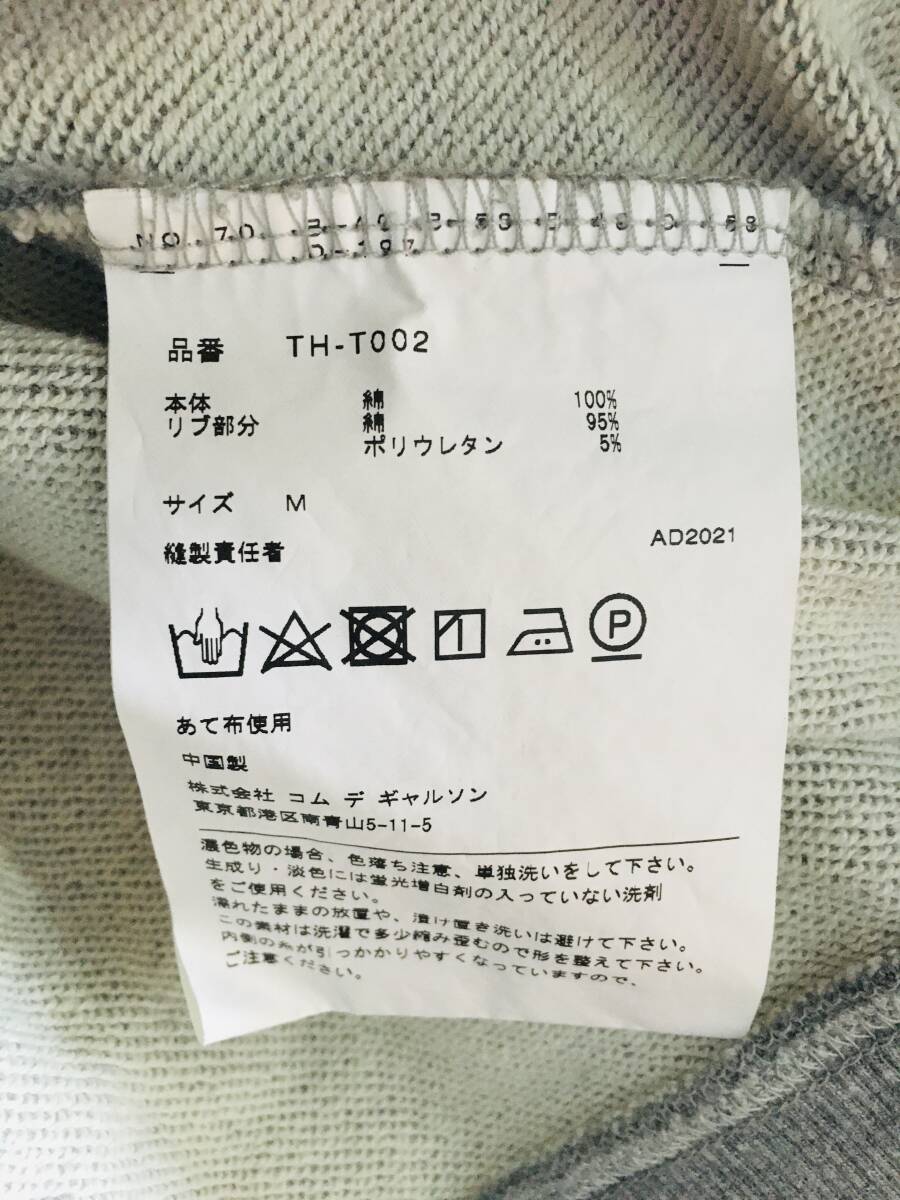 品番 TH-T002
本体 綿 100%
リブ部分 綿 95%
ポリウレタン 5%
サイズ M
AD2021
縫製責任者
P
あて布使用
中国製
株式会社 コム デ ギャルソン
東京都港区南青山5-11-5
濃色物の場合、色落ち注意、単独洗いをして下さい。
生成り・淡色には蛍光増白剤の入っていない洗剤
をご使用ください。
濡れたままの放置や、漬け置き洗いは避けて下さい。
この素材は洗濯で多少縮み歪むので形を整えて下さい。
内側の糸が引っかかりやすくなっていますので、
ご注意ください。